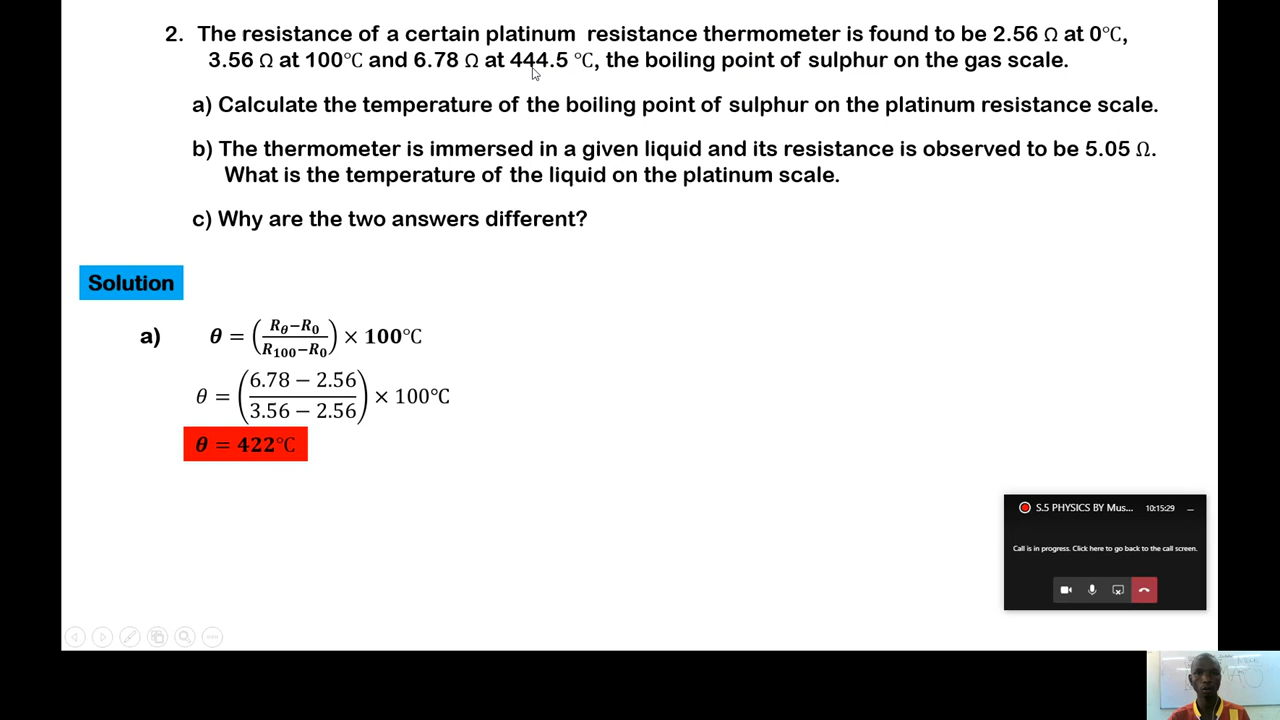 2. The resistance of a certain platinum resistance thermometer is found to be 2.56 Ω at 0℃,
3.56 Ω at 100℃ and 6.78 Ω at 444.5 ℃, the boiling point of sulphur on the gas scale.
a) Calculate the temperature of the boiling point of sulphur on the platinum resistance scale.
b) The thermometer is immersed in a given liquid and its resistance is observed to be 5.05 Ω.
What is the temperature of the liquid on the platinum scale.
c) Why are the two answers different?
Solution
a) θ = ((R_θ−R_0)/(R_100−R_0)) × 100℃
θ = ((6.78 − 2.56)/(3.56 − 2.56)) × 100℃
θ = 422℃
S.5 PHYSICS BY Mus... 10:15:29
Call is in progress. Click here to go back to the call screen.